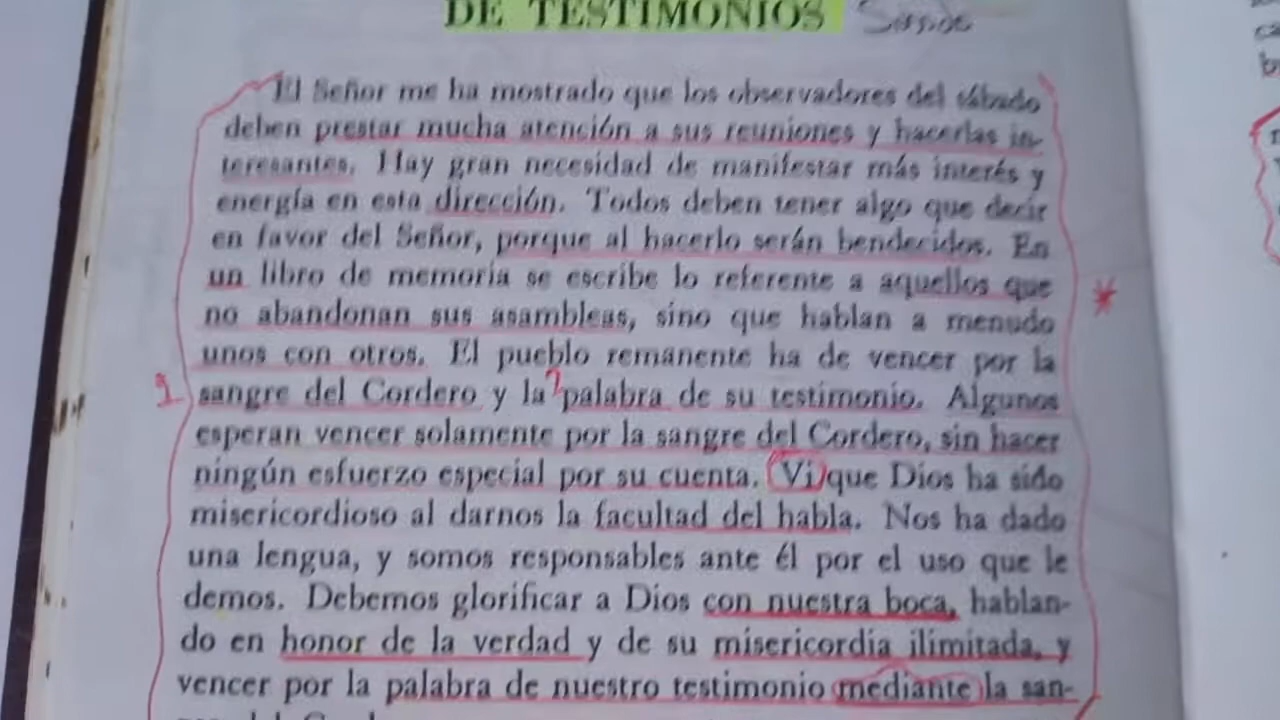 DE TESTIMONIOS
El Señor me ha mostrado que los observadores del sábado
deben prestar mucha atención a sus reuniones y hacerlas in-
teresantes. Hay gran necesidad de manifestar más interés y
energía en esta dirección. Todos deben tener algo que decir
en favor del Señor, porque al hacerlo serán bendecidos. En
un libro de memoria se escribe lo referente a aquellos que
no abandonan sus asambleas, sino que hablan a menudo
unos con otros. El pueblo remanente ha de vencer por la
sangre del Cordero y la palabra de su testimonio. Algunos
esperan vencer solamente por la sangre del Cordero, sin hacer
ningún esfuerzo especial por su cuenta. Vi que Dios ha sido
misericordioso al darnos la facultad del habla. Nos ha dado
una lengua, y somos responsables ante él por el uso que le
demos. Debemos glorificar a Dios con nuestra boca, hablan-
do en honor de la verdad y de su misericordia ilimitada, y
vencer por la palabra de nuestro testimonio mediante la san-